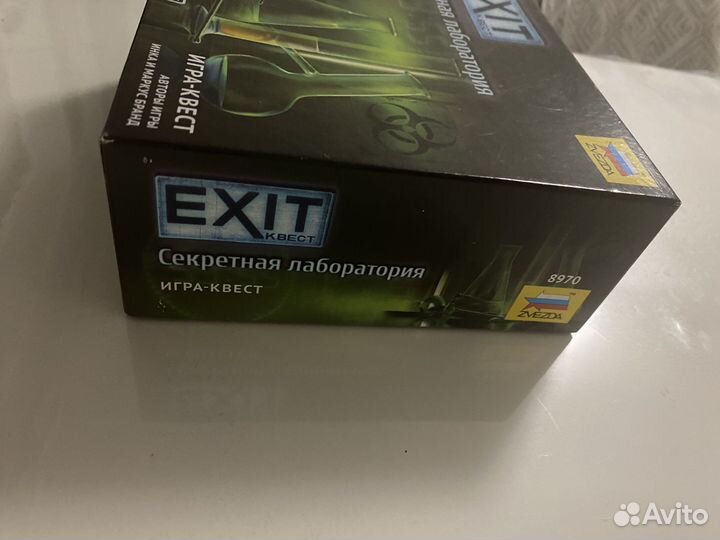 EXIT
КВЕСТ
ная лаборатория
ИГРА-КВЕСТ
АВТОРЫ ИГРЫ
ИНКА И МАРКУС БРАНД
ZVEZDA
EXIT
КВЕСТ
Секретная лаборатория
ИГРА-КВЕСТ
8970
ZVEZDA
Avito